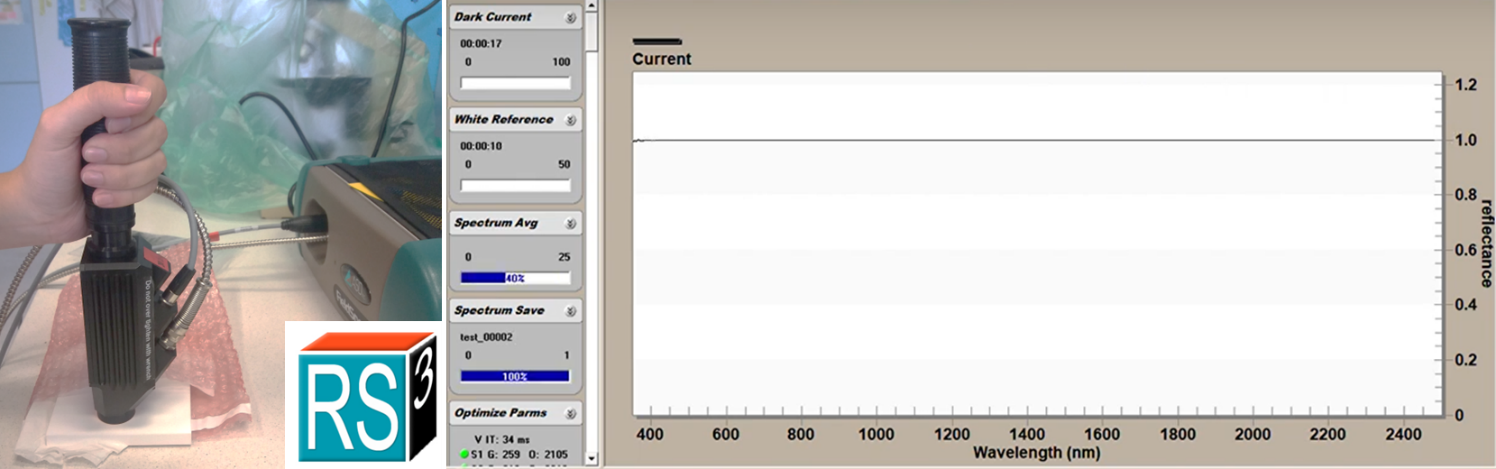 Do not over tighten with wrench
RS3
Dark Current
00:00:17
0 100
White Reference
00:00:10
0 50
Spectrum Avg
0 25
40%
Spectrum Save
test_00002
0 1
100%
Optimize Parms
V IT: 34 ms
S1 G: 259 O: 2105
Current
1.2
1.0
0.8
0.6
0.4
0.2
0
reflectance
400 600 800 1000 1200 1400 1600 1800 2000 2200 2400
Wavelength (nm)